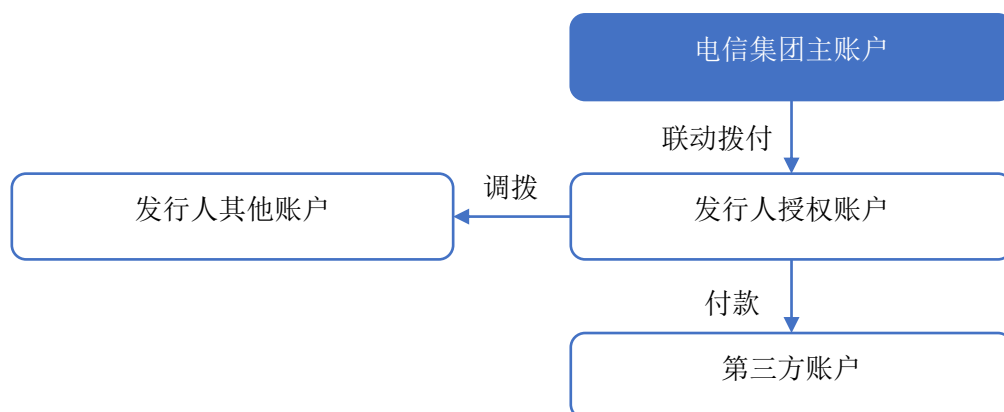 电信集团主账户
联动拨付
调拨
发行人其他账户
发行人授权账户
付款
第三方账户